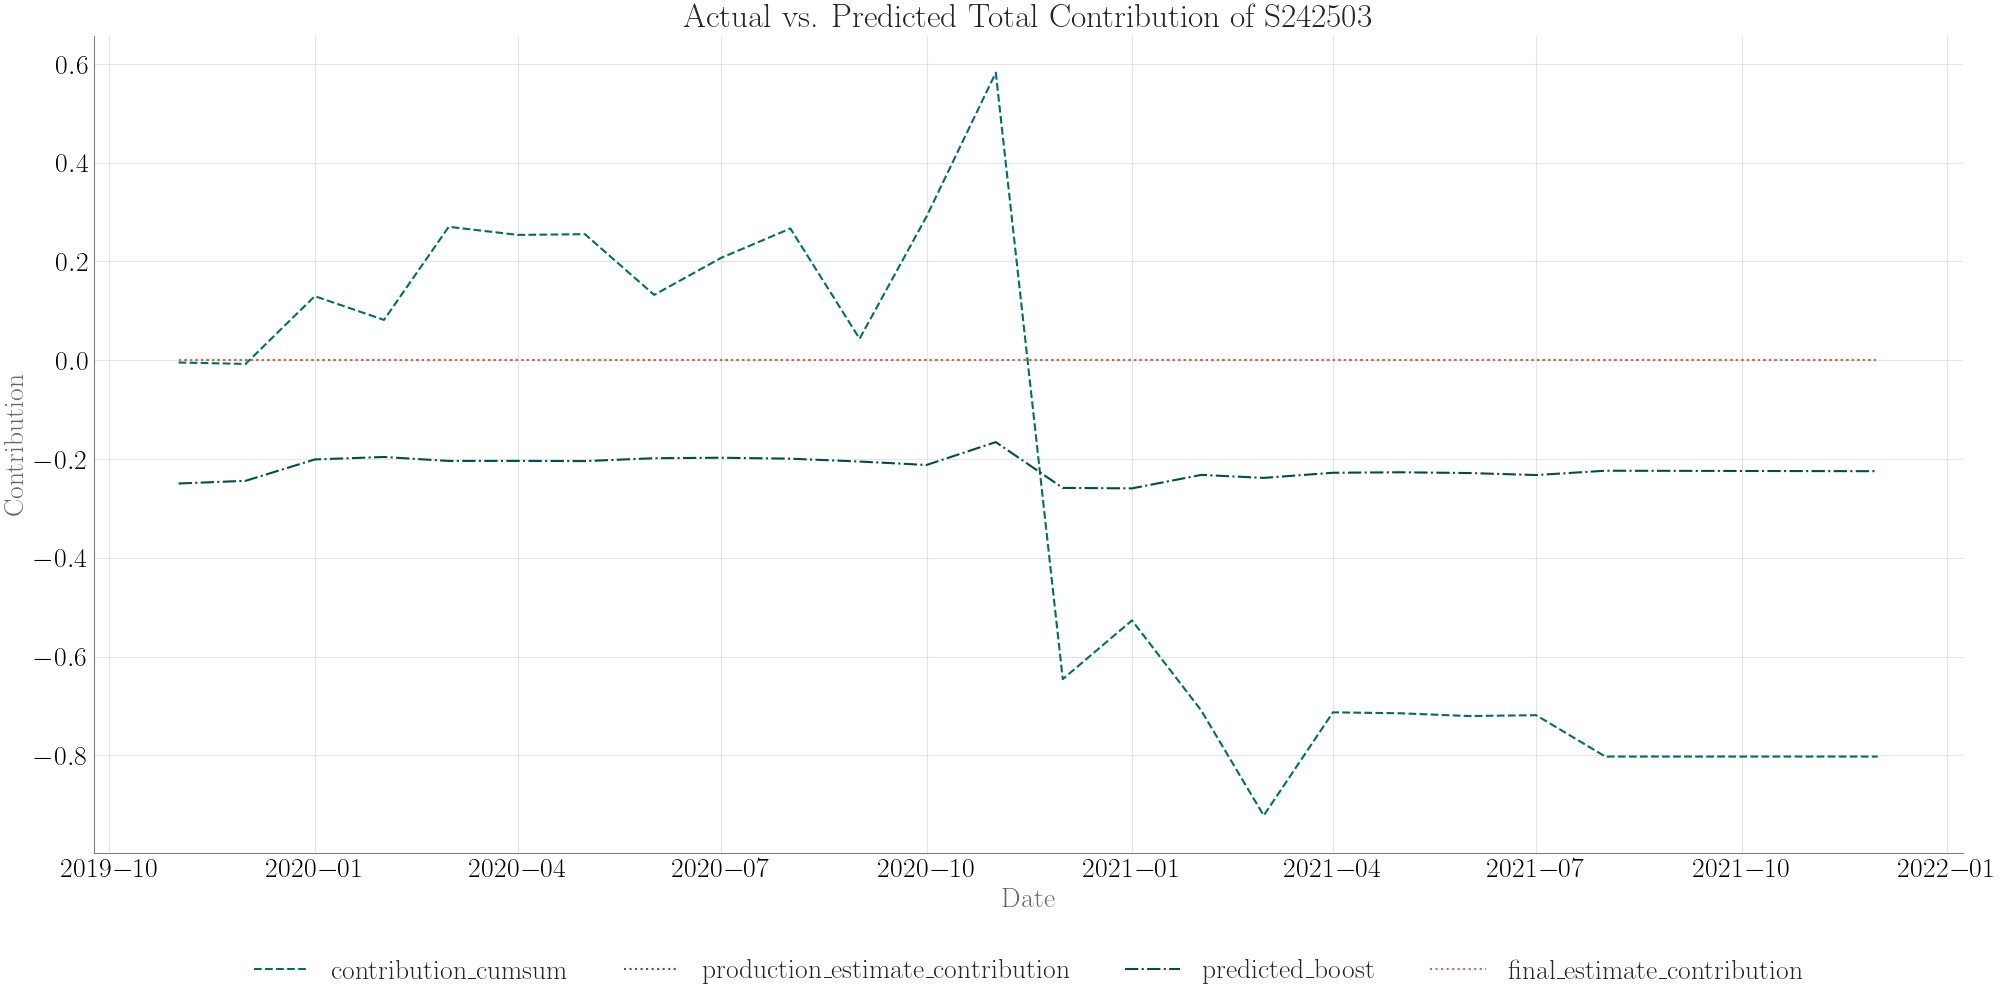 Actual vs. Predicted Total Contribution of S242503
0.6
0.4
0.2
0.0
−0.2
−0.4
−0.6
−0.8
Contribution
2019−10 2020−01 2020−04 2020−07 2020−10 2021−01 2021−04 2021−07 2021−10 2022−01
Date
contribution_cumsum production_estimate_contribution predicted_boost final_estimate_contribution